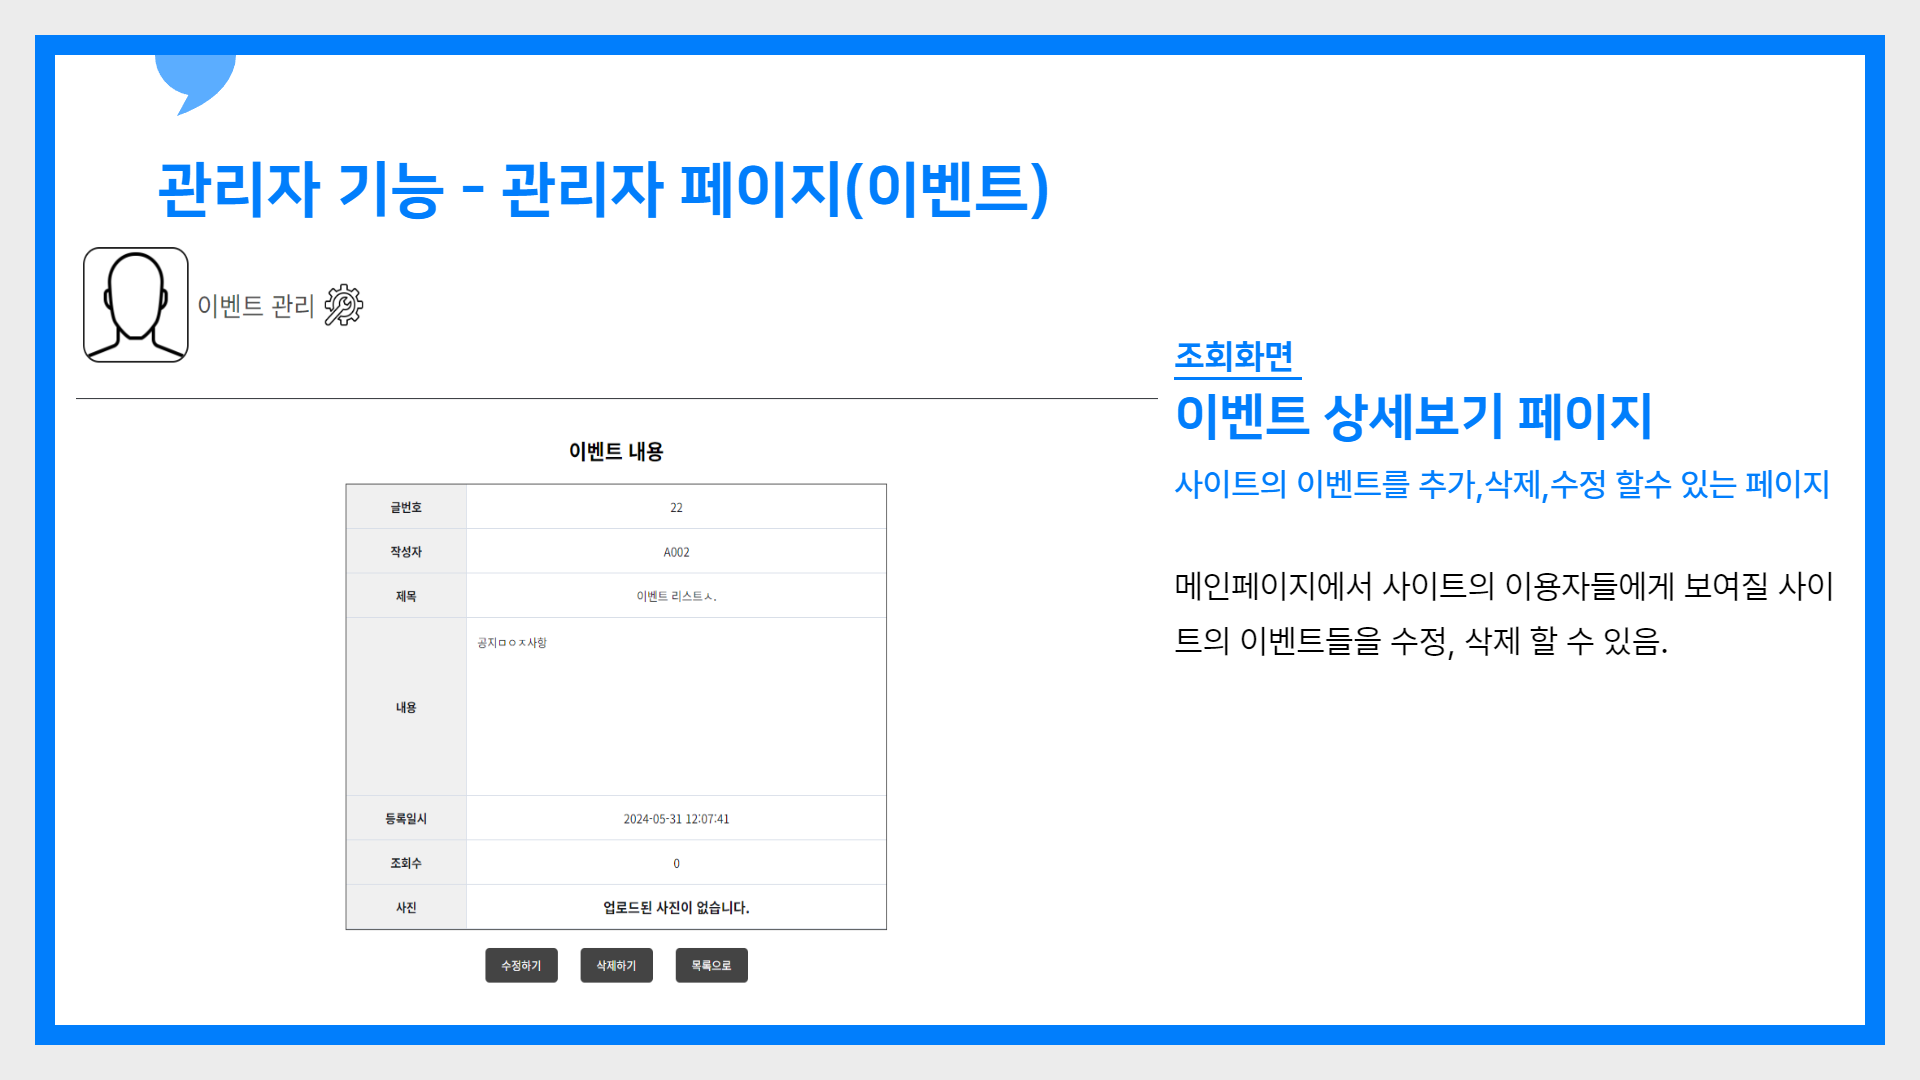 관리자 기능 - 관리자 페이지(이벤트)
이벤트 관리
이벤트 내용
글번호 22
작성자 A002
제목 이벤트 리스트ㅅ.
내용 공지ㅁㅇㅈ사항
등록일시 2024-05-31 12:07:41
조회수 0
사진 업로드된 사진이 없습니다.
수정하기 삭제하기 목록으로
조회화면
이벤트 상세보기 페이지
사이트의 이벤트를 추가,삭제,수정 할수 있는 페이지
메인페이지에서 사이트의 이용자들에게 보여질 사이
트의 이벤트들을 수정, 삭제 할 수 있음.